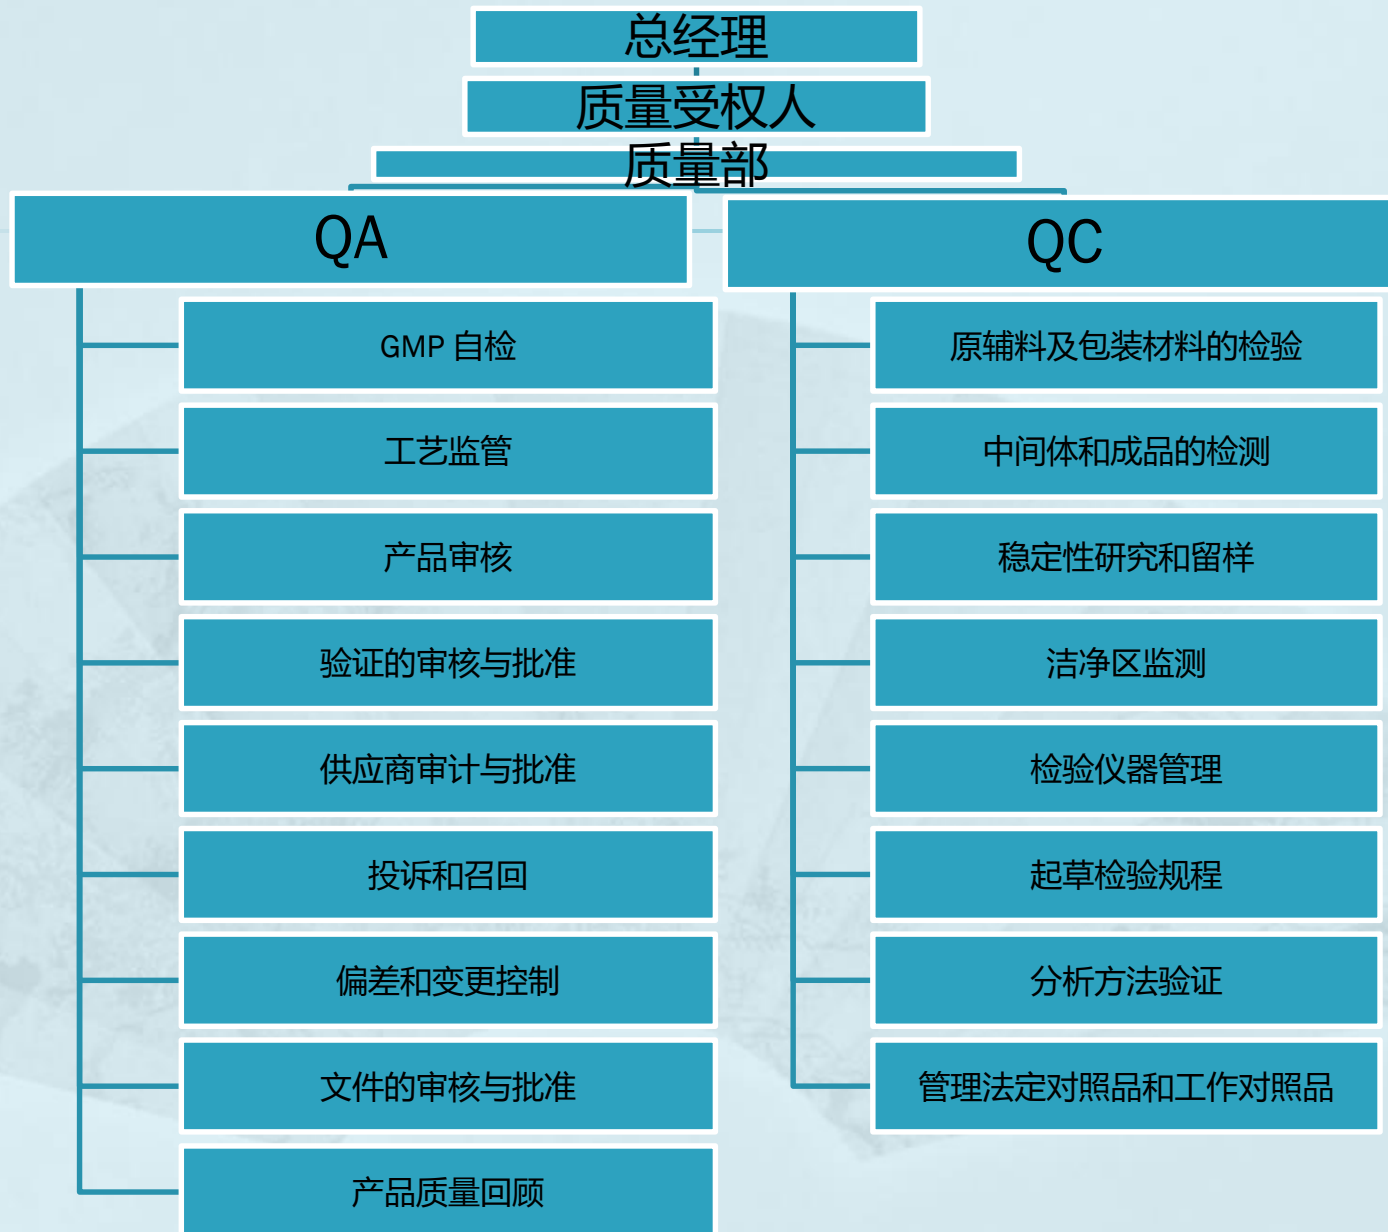 总经理
质量受权人
质量部
QA
GMP 自检
工艺监管
产品审核
验证的审核与批准
供应商审计与批准
投诉和召回
偏差和变更控制
文件的审核与批准
产品质量回顾
QC
原辅料及包装材料的检验
中间体和成品的检测
稳定性研究和留样
洁净区监测
检验仪器管理
起草检验规程
分析方法验证
管理法定对照品和工作对照品